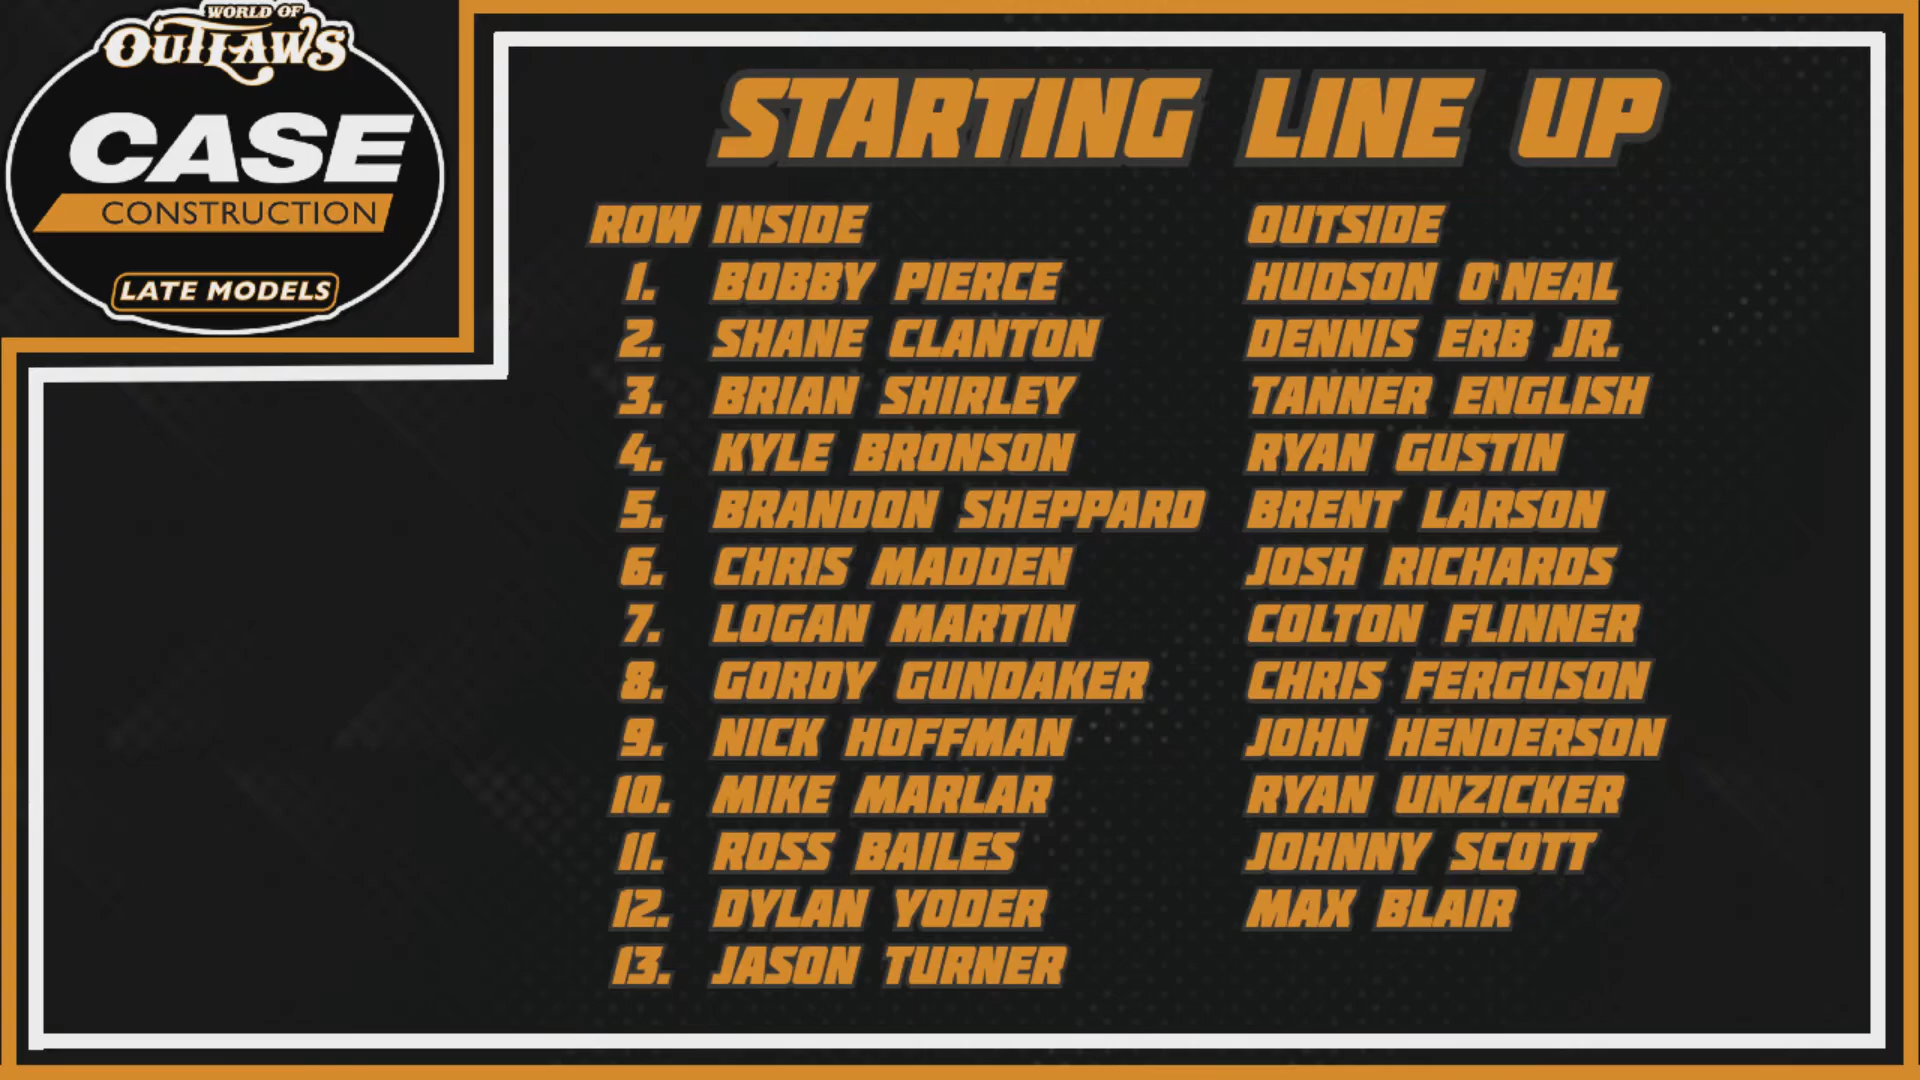 WORLD OF
OUTLAWS
CASE
CONSTRUCTION
LATE MODELS
STARTING LINE UP
ROW INSIDE OUTSIDE
1. BOBBY PIERCE HUDSON O'NEAL
2. SHANE CLANTON DENNIS ERB JR.
3. BRIAN SHIRLEY TANNER ENGLISH
4. KYLE BRONSON RYAN GUSTIN
5. BRANDON SHEPPARD BRENT LARSON
6. CHRIS MADDEN JOSH RICHARDS
7. LOGAN MARTIN COLTON FLINNER
8. GORDY GUNDAKER CHRIS FERGUSON
9. NICK HOFFMAN JOHN HENDERSON
10. MIKE MARLAR RYAN UNZICKER
11. ROSS BAILES JOHNNY SCOTT
12. DYLAN YODER MAX BLAIR
13. JASON TURNER